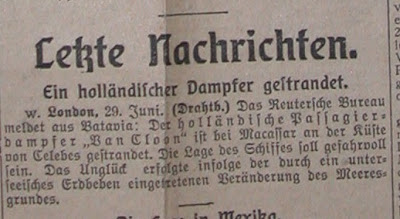 Letzte Nachrichten.
Ein holländischer Dampfer gestrandet.
w. London, 29. Juni. (Drahtb.) Das Reutersche Bureau
meldet aus Batavia: Der holländische Passagier-
dampfer „Van Cloon" ist bei Macassar an der Küste
von Celebes gestrandet. Die Lage des Schiffes soll gefahrvoll
sein. Das Unglück erfolgte infolge der durch ein unter-
seeisches Erdbeben eingetretenen Veränderung des Meeres-
grundes.
in Mexika